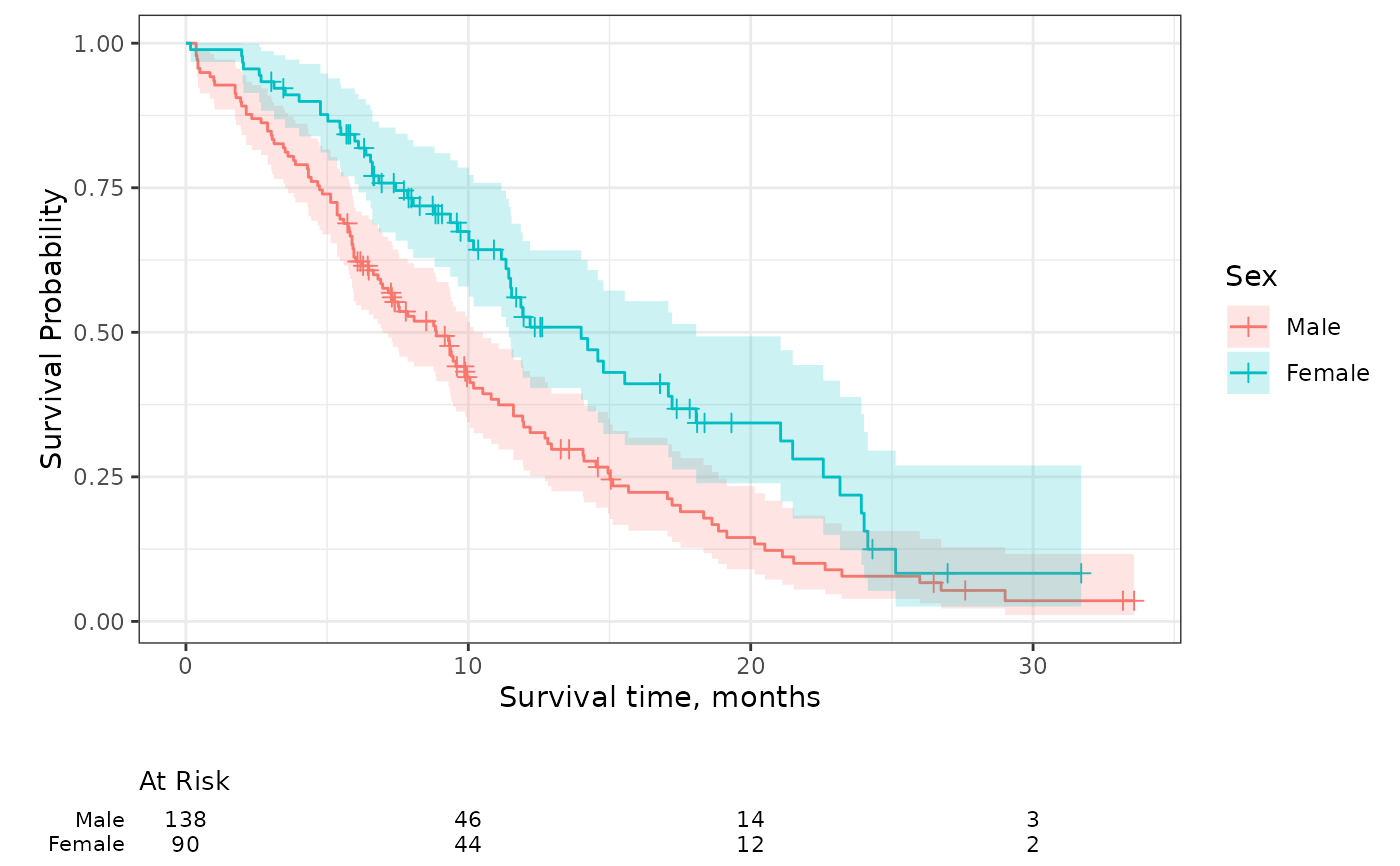 1.00
0.75
0.50
0.25
0.00
Survival Probability
0 10 20 30
Survival time, months
Sex
Male
Female
At Risk
Male 138 46 14 3
Female 90 44 12 2